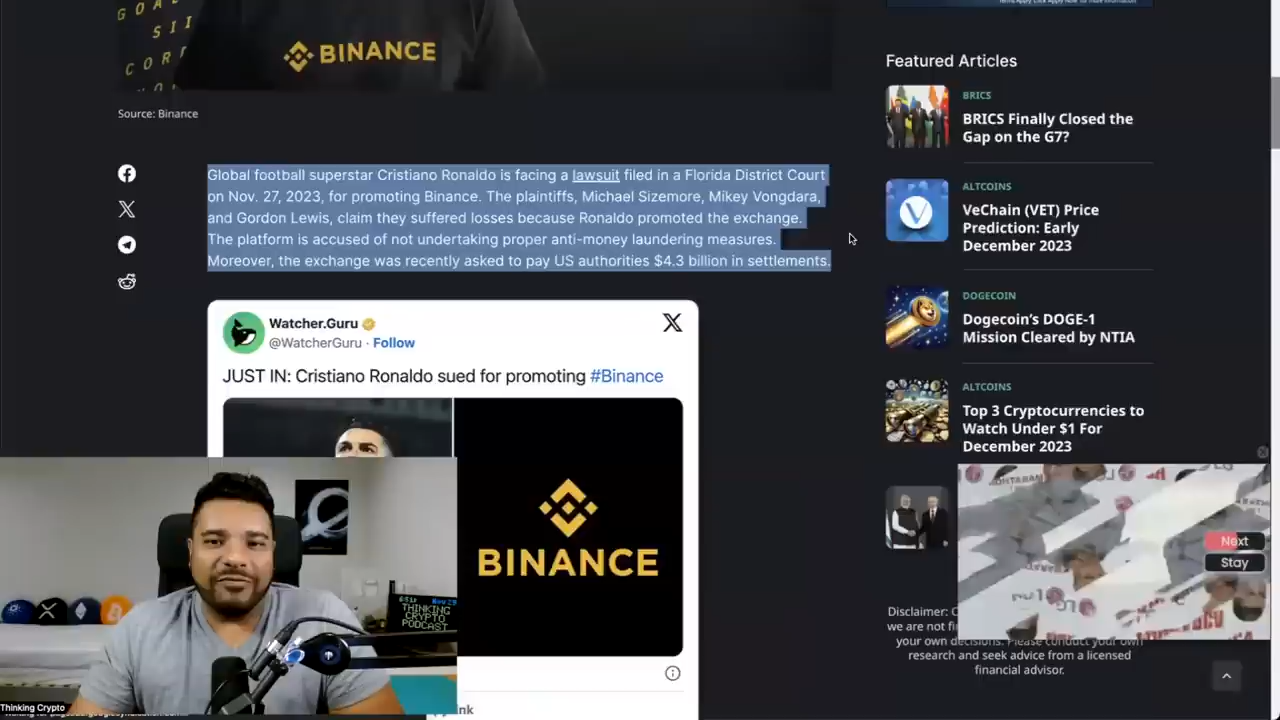 GOA
SII
COR
BINANCE
Source: Binance
Global football superstar Cristiano Ronaldo is facing a lawsuit filed in a Florida District Court
on Nov. 27, 2023, for promoting Binance. The plaintiffs, Michael Sizemore, Mikey Vongdara,
and Gordon Lewis, claim they suffered losses because Ronaldo promoted the exchange.
The platform is accused of not undertaking proper anti-money laundering measures.
Moreover, the exchange was recently asked to pay US authorities $4.3 billion in settlements.
Watcher.Guru
@WatcherGuru · Follow
JUST IN: Cristiano Ronaldo sued for promoting #Binance
BINANCE
THINKING
CRYPTO
PODCAST
Thinking Crypto
Featured Articles
BRICS
BRICS Finally Closed the
Gap on the G7?
ALTCOINS
VeChain (VET) Price
Prediction: Early
December 2023
DOGECOIN
Dogecoin's DOGE-1
Mission Cleared by NTIA
ALTCOINS
Top 3 Cryptocurrencies to
Watch Under $1 For
December 2023
Next
Stay
Disclaimer:
we are not
your own decisions. Please conduct your own
research and seek advice from a licensed
financial advisor.